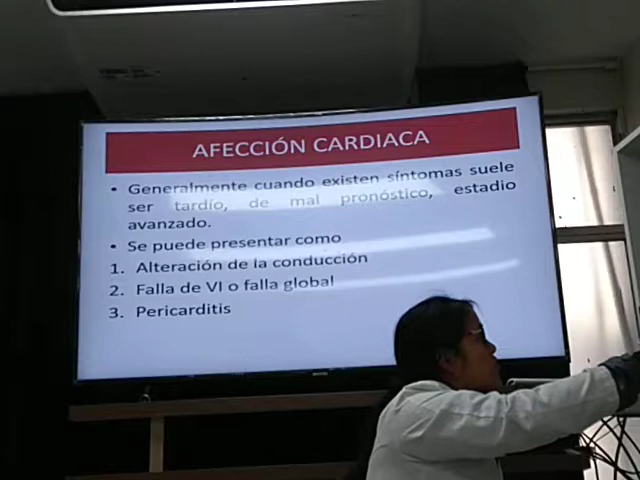 AFECCIÓN CARDIACA
• Generalmente cuando existen síntomas suele
ser tardío, de mal pronóstico, estadio
avanzado.
• Se puede presentar como
1. Alteración de la conducción
2. Falla de VI o falla global
3. Pericarditis